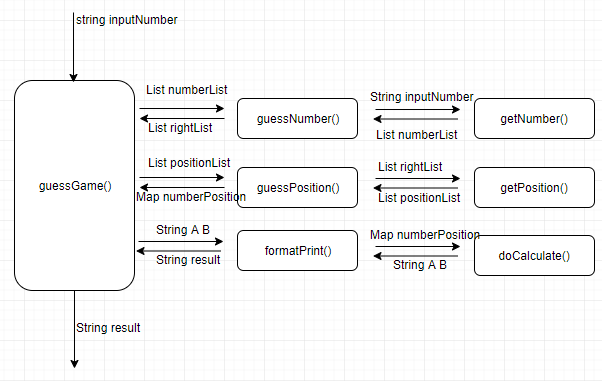 string inputNumber
List numberList
String inputNumber
guessNumber()
getNumber()
List rightList
List numberList
List positionList
List rightList
guessGame()
guessPosition()
getPosition()
Map numberPosition
List positionList
String A B
Map numberPosition
formatPrint()
doCalculate()
String result
String A B
String result